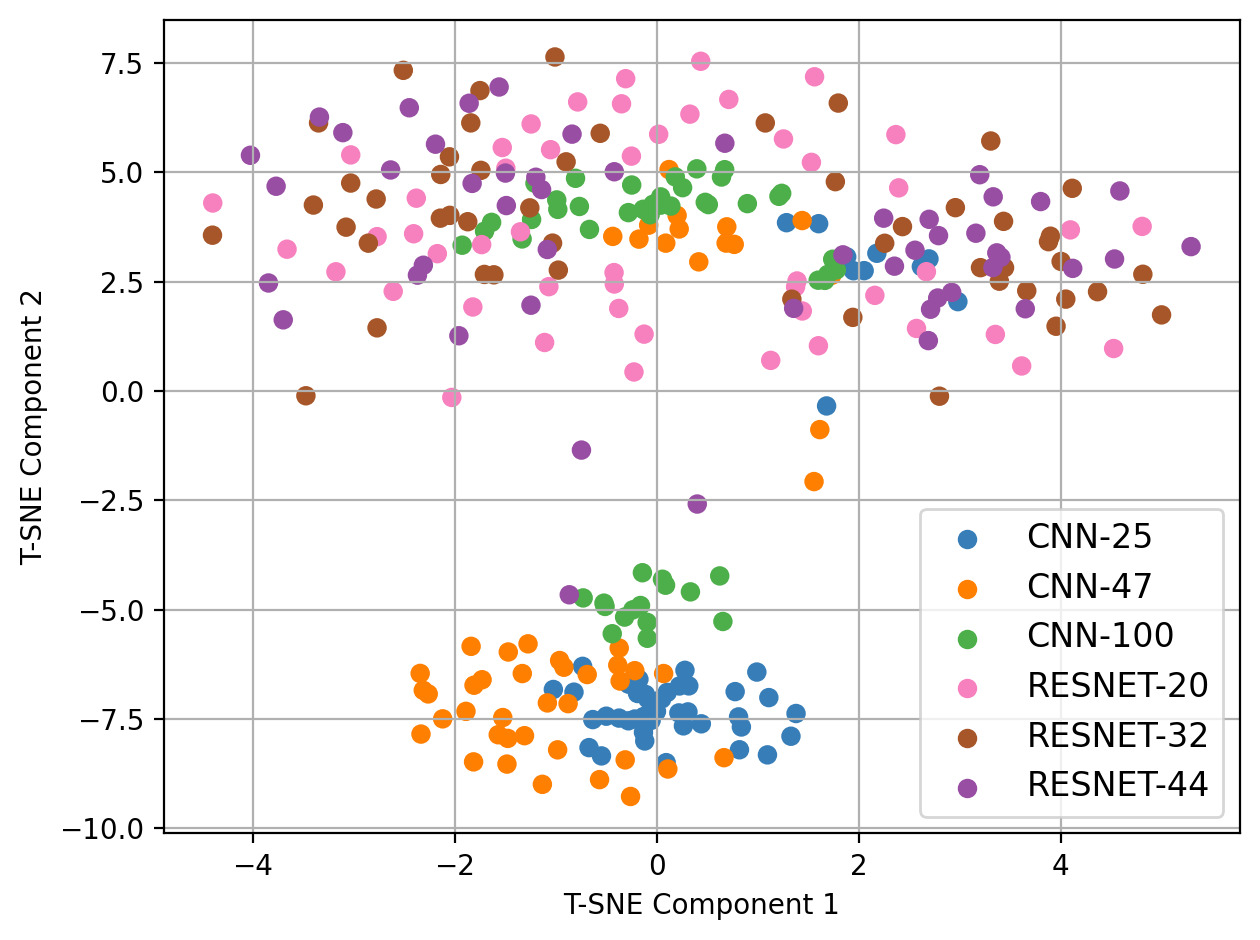 7.5
5.0
2.5
0.0
−2.5
−5.0
−7.5
−10.0
T-SNE Component 2
CNN-25
CNN-47
CNN-100
RESNET-20
RESNET-32
RESNET-44
−4 −2 0 2 4
T-SNE Component 1